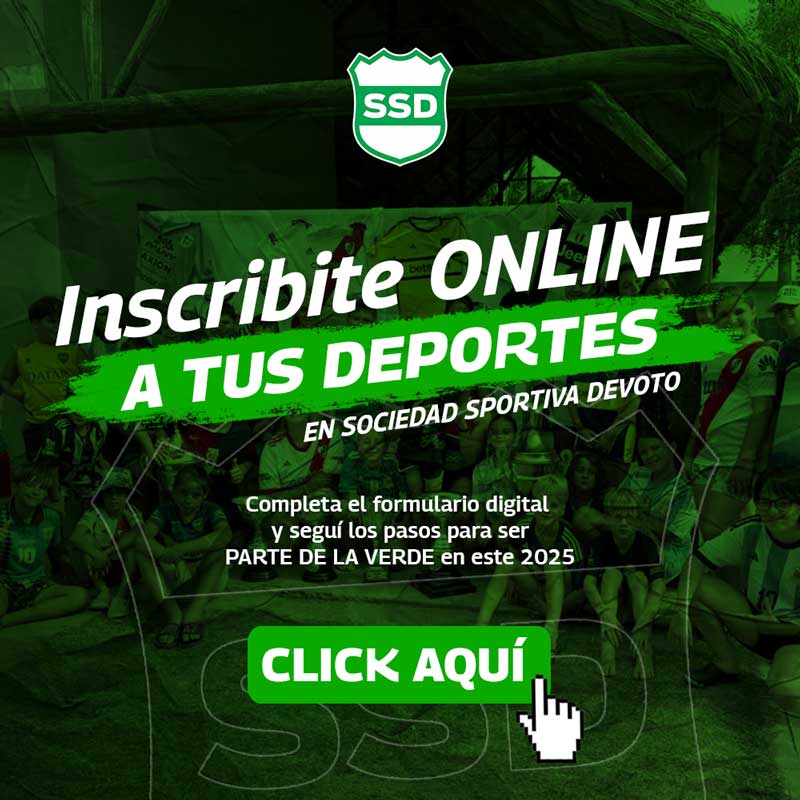 SSD
Inscribite ONLINE
A TUS DEPORTES
EN SOCIEDAD SPORTIVA DEVOTO
Completa el formulario digital
y seguí los pasos para ser
PARTE DE LA VERDE en este 2025
CLICK AQUÍ
SSD